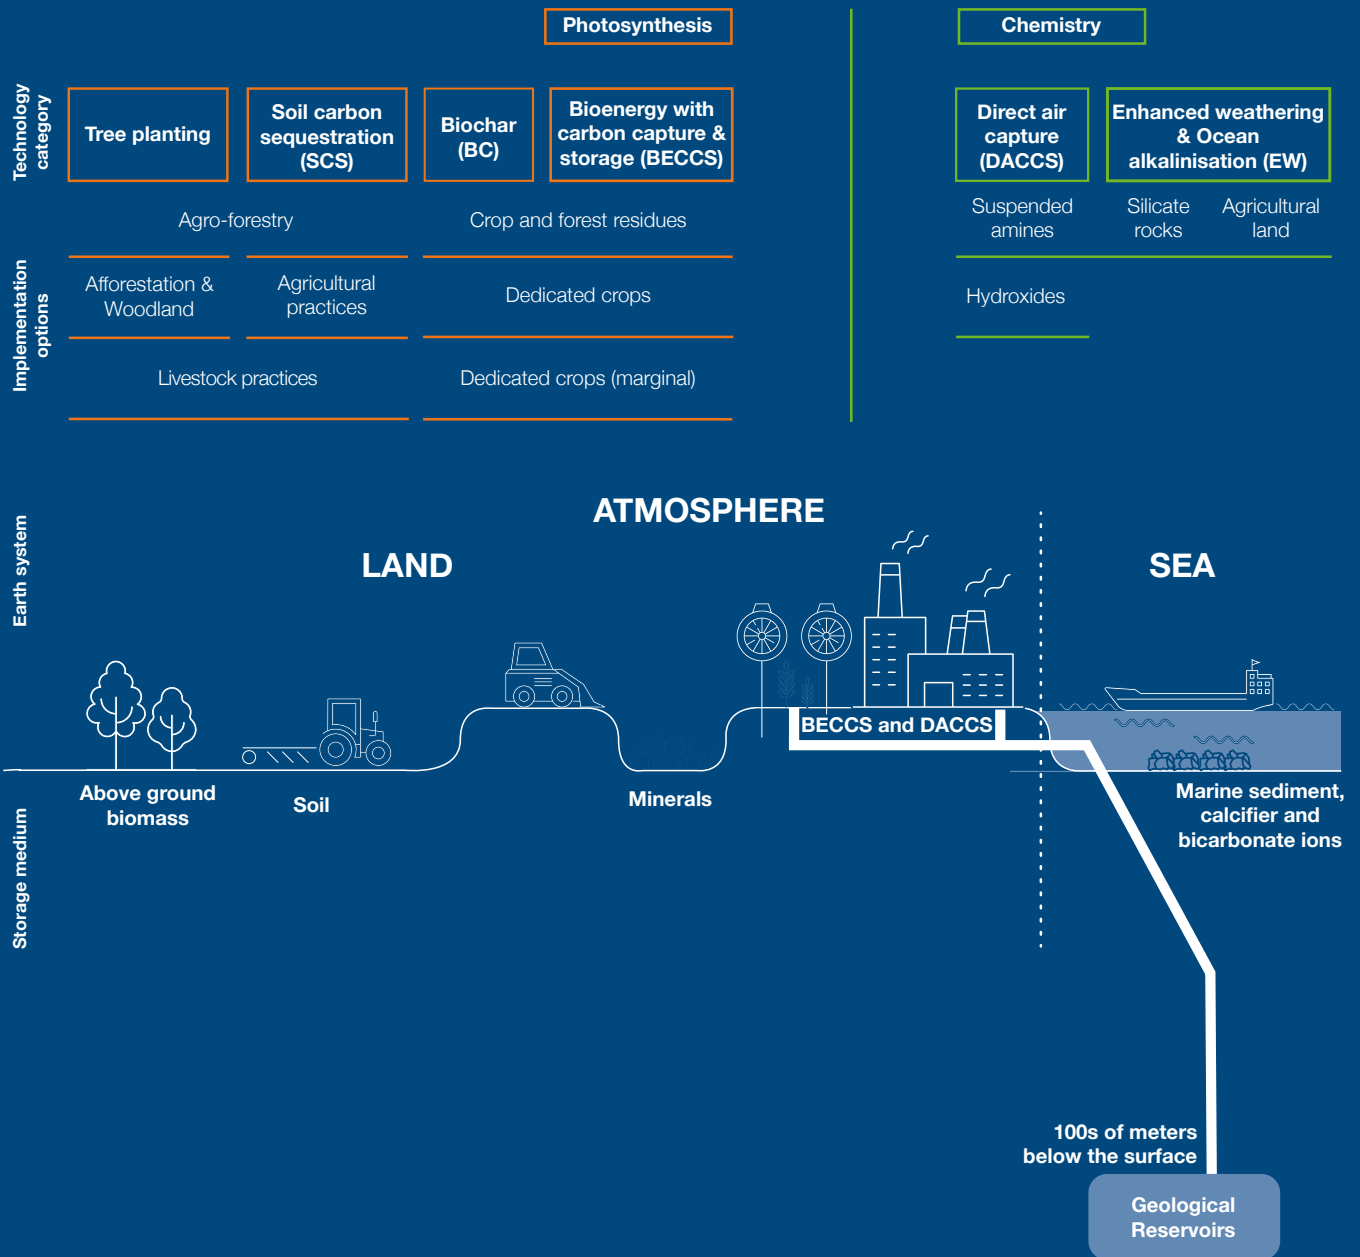 Photosynthesis
Chemistry
Technology
category
Tree planting
Soil carbon
sequestration
(SCS)
Biochar
(BC)
Bioenergy with
carbon capture &
storage (BECCS)
Direct air
capture
(DACCS)
Enhanced weathering
& Ocean
alkalinisation (EW)
Implementation
options
Agro-forestry
Crop and forest residues
Suspended
amines
Silicate
rocks
Agricultural
land
Afforestation &
Woodland
Agricultural
practices
Dedicated crops
Hydroxides
Livestock practices
Dedicated crops (marginal)
Earth system
ATMOSPHERE
LAND
SEA
BECCS and DACCS
Storage medium
Above ground
biomass
Soil
Minerals
Marine sediment,
calcifier and
bicarbonate ions
100s of meters
below the surface
Geological
Reservoirs